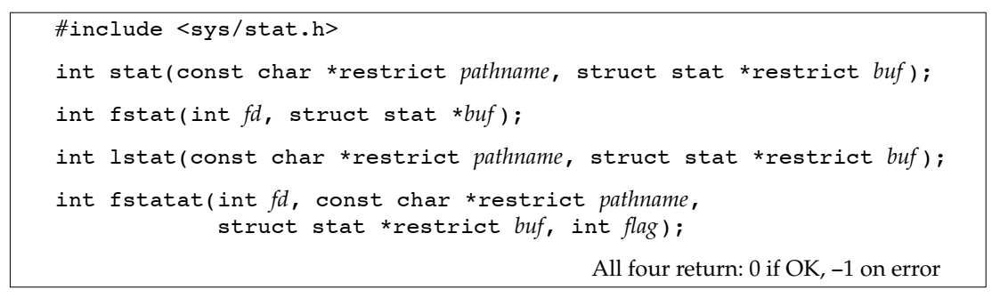 #include <sys/stat.h>
int stat(const char *restrict pathname, struct stat *restrict buf);
int fstat(int fd, struct stat *buf);
int lstat(const char *restrict pathname, struct stat *restrict buf);
int fstatat(int fd, const char *restrict pathname,
struct stat *restrict buf, int flag);
All four return: 0 if OK, –1 on error